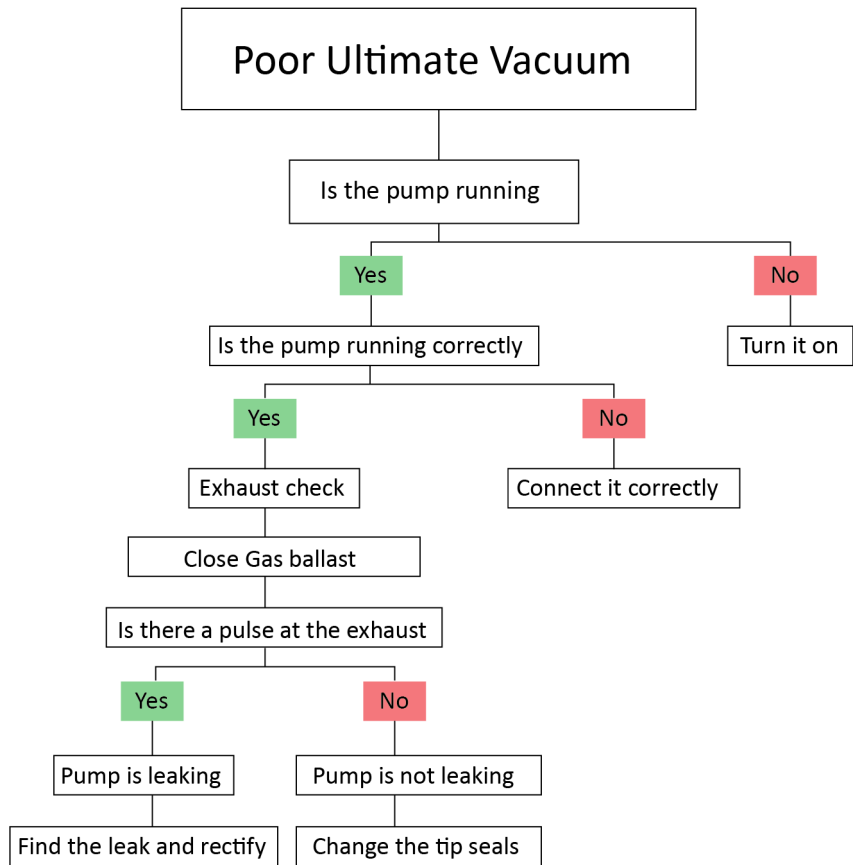 Poor Ultimate Vacuum
Is the pump running
Yes
No
Is the pump running correctly
Turn it on
Yes
No
Exhaust check
Connect it correctly
Close Gas ballast
Is there a pulse at the exhaust
Yes
No
Pump is leaking
Pump is not leaking
Find the leak and rectify
Change the tip seals